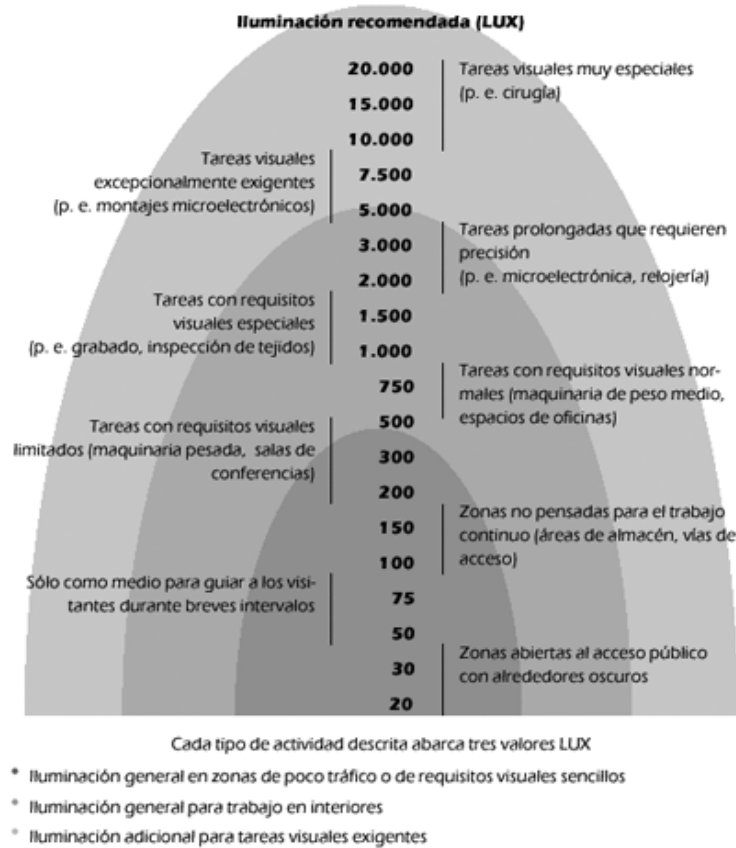 Iluminación recomendada (LUX)
20.000
Tareas visuales muy especiales
(p. e. cirugía)
15.000
10.000
Tareas visuales
excepcionalmente exigentes
(p. e. montajes microelectrónicos)
7.500
5.000
Tareas prolongadas que requieren
precisión
(p. e. microelectrónica, relojería)
3.000
2.000
Tareas con requisitos
visuales especiales
(p. e. grabado, inspección de tejidos)
1.500
1.000
Tareas con requisitos visuales nor-
males (maquinaria de peso medio,
espacios de oficinas)
750
500
Tareas con requisitos visuales
limitados (maquinaria pesada, salas de
conferencias)
300
200
Zonas no pensadas para el trabajo
continuo (áreas de almacén, vías de
acceso)
150
100
Sólo como medio para guiar a los visi-
tantes durante breves intervalos
75
50
Zonas abiertas al acceso público
con alrededores oscuros
30
20
Cada tipo de actividad descrita abarca tres valores LUX
* Iluminación general en zonas de poco tráfico o de requisitos visuales sencillos
* Iluminación general para trabajo en interiores
* Iluminación adicional para tareas visuales exigentes